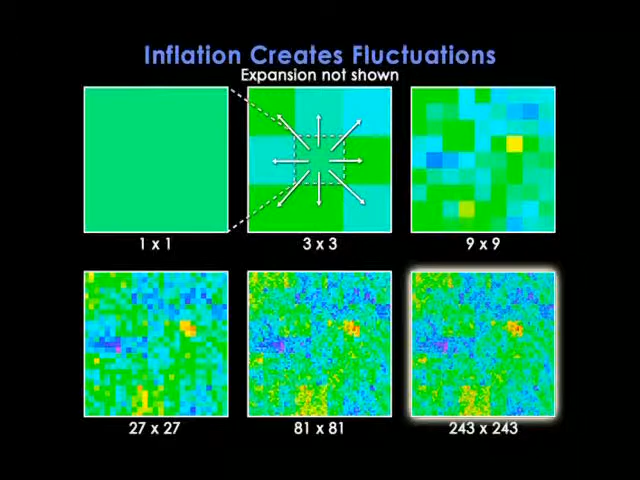 Inflation Creates Fluctuations
Expansion not shown
1 x 1
3 x 3
9 x 9
27 x 27
81 x 81
243 x 243